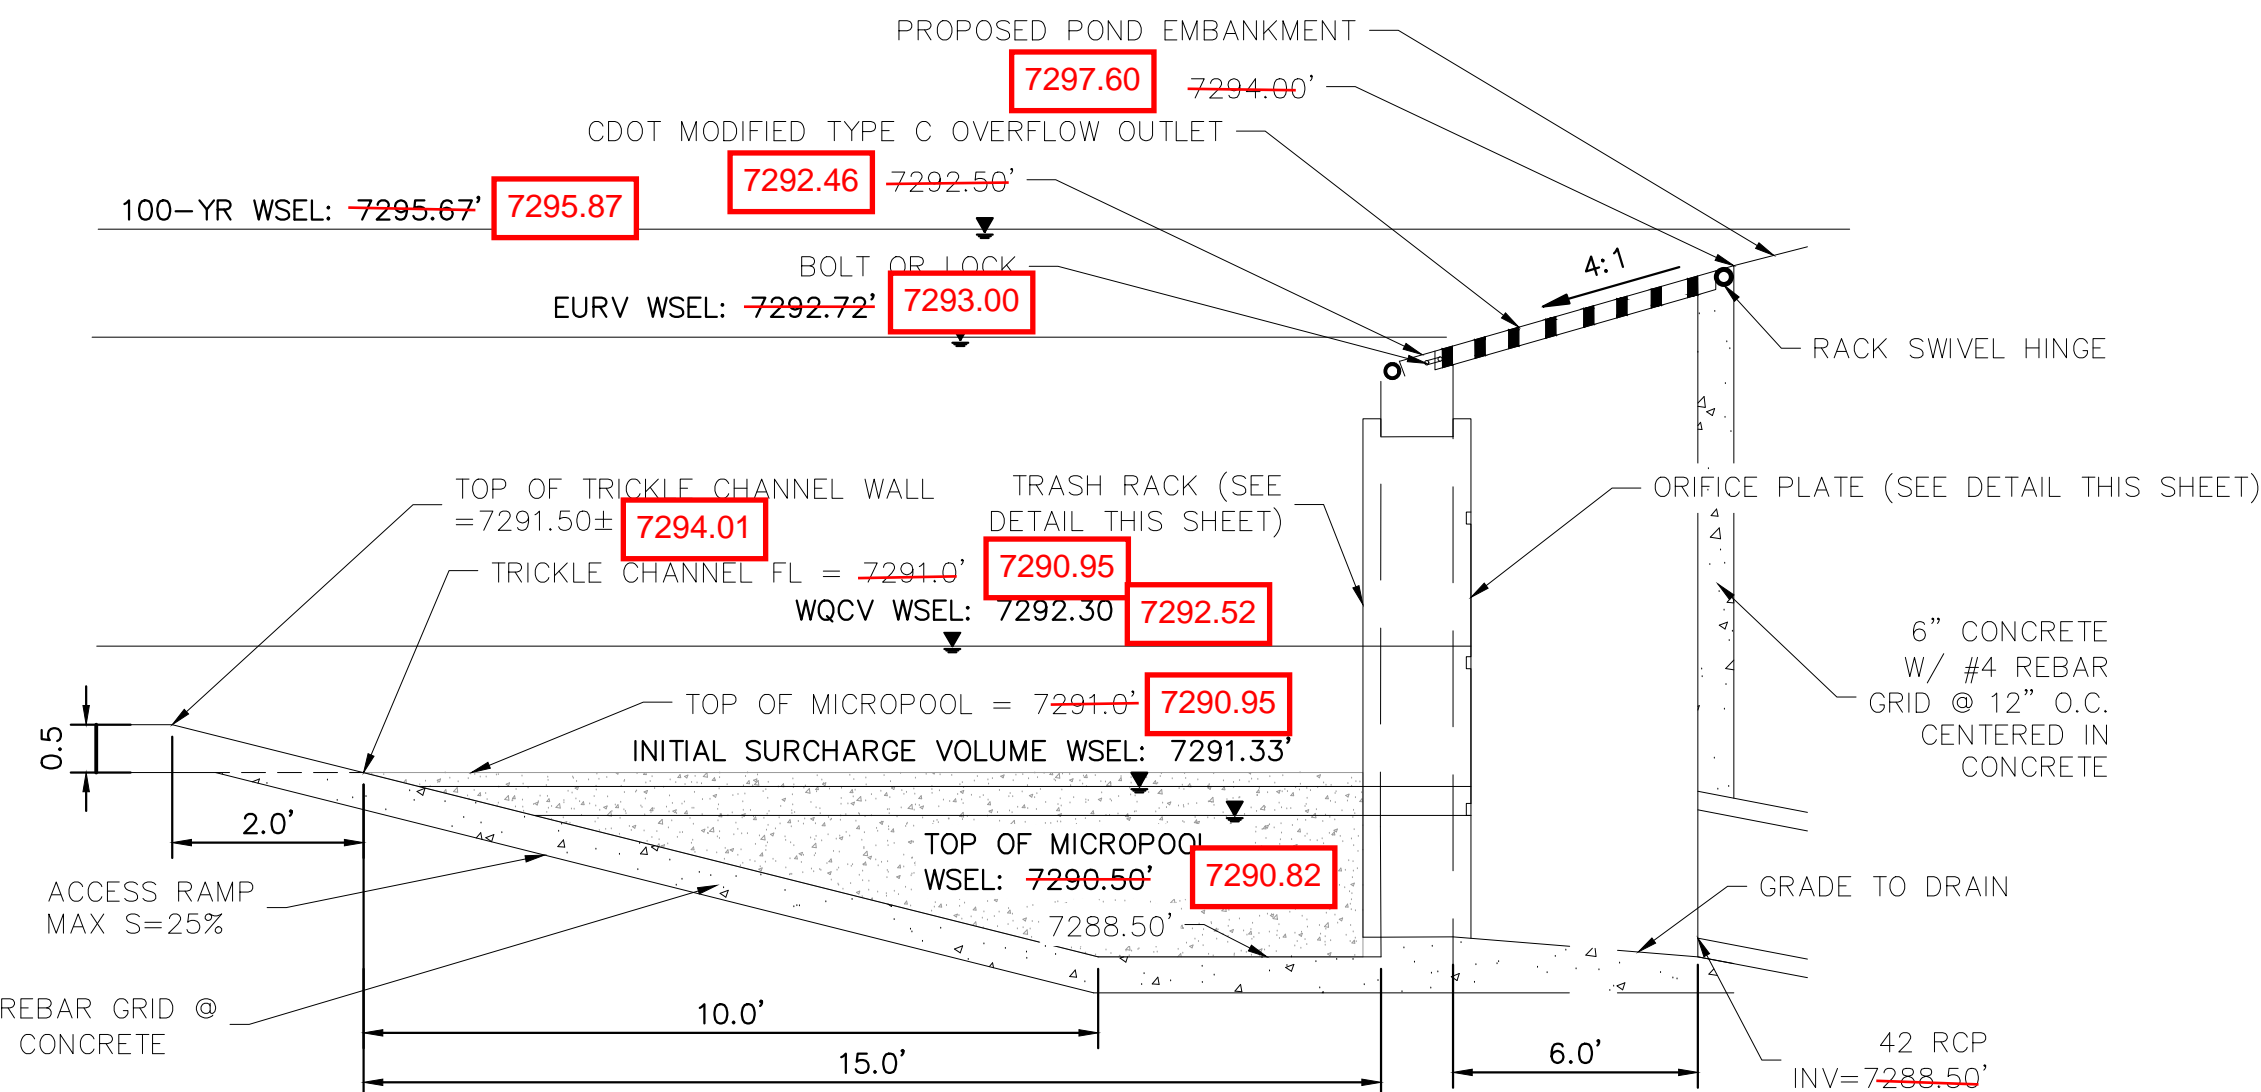 PROPOSED POND EMBANKMENT
7297.60 7294.00'
CDOT MODIFIED TYPE C OVERFLOW OUTLET
7292.46 7292.50'
100-YR WSEL: 7295.67' 7295.87
4:1
BOLT OR LOCK
EURV WSEL: 7292.72' 7293.00
RACK SWIVEL HINGE
TOP OF TRICKLE CHANNEL WALL
=7291.50± 7294.01
TRASH RACK (SEE
DETAIL THIS SHEET)
ORIFICE PLATE (SEE DETAIL THIS SHEET)
TRICKLE CHANNEL FL = 7291.0' 7290.95
WQCV WSEL: 7292.30 7292.52
6" CONCRETE
W/ #4 REBAR
GRID @ 12" O.C.
CENTERED IN
CONCRETE
TOP OF MICROPOOL = 7291.0' 7290.95
INITIAL SURCHARGE VOLUME WSEL: 7291.33'
0.5
2.0'
TOP OF MICROPOOL
WSEL: 7290.50' 7290.82
ACCESS RAMP
MAX S=25%
7288.50'
GRADE TO DRAIN
REBAR GRID @
CONCRETE
10.0'
15.0'
6.0'
42 RCP
INV=7288.50'